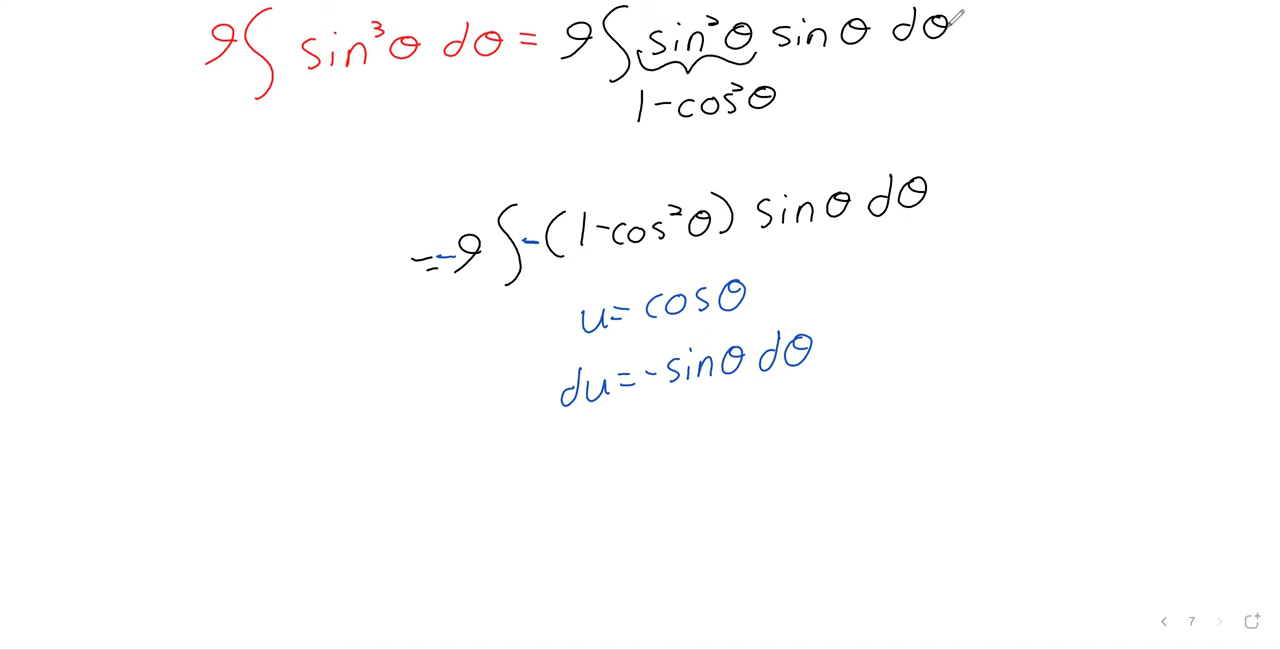 9∫ sin³θ dθ = 9∫ sin²θ sinθ dθ
1-cos²θ
= -9 ∫ -(1-cos²θ) sinθ dθ
u = cosθ
du = -sinθ dθ
7